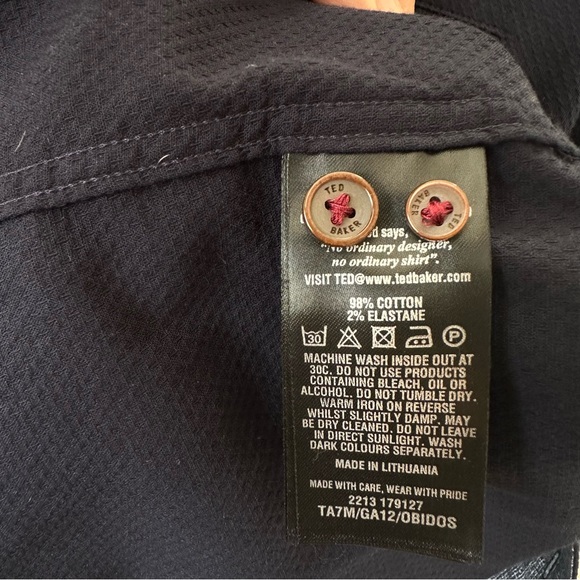 TED
BAKER
TED
BAKER
says,
"No ordinary designer,
no ordinary shirt".
VISIT TED@www.tedbaker.com
98% COTTON
2% ELASTANE
30
P
MACHINE WASH INSIDE OUT AT
30C. DO NOT USE PRODUCTS
CONTAINING BLEACH, OIL OR
ALCOHOL. DO NOT TUMBLE DRY.
WARM IRON ON REVERSE
WHILST SLIGHTLY DAMP. MAY
BE DRY CLEANED. DO NOT LEAVE
IN DIRECT SUNLIGHT. WASH
DARK COLOURS SEPARATELY.
MADE IN LITHUANIA
MADE WITH CARE, WEAR WITH PRIDE
2213 179127
TA7M/GA12/OBIDOS